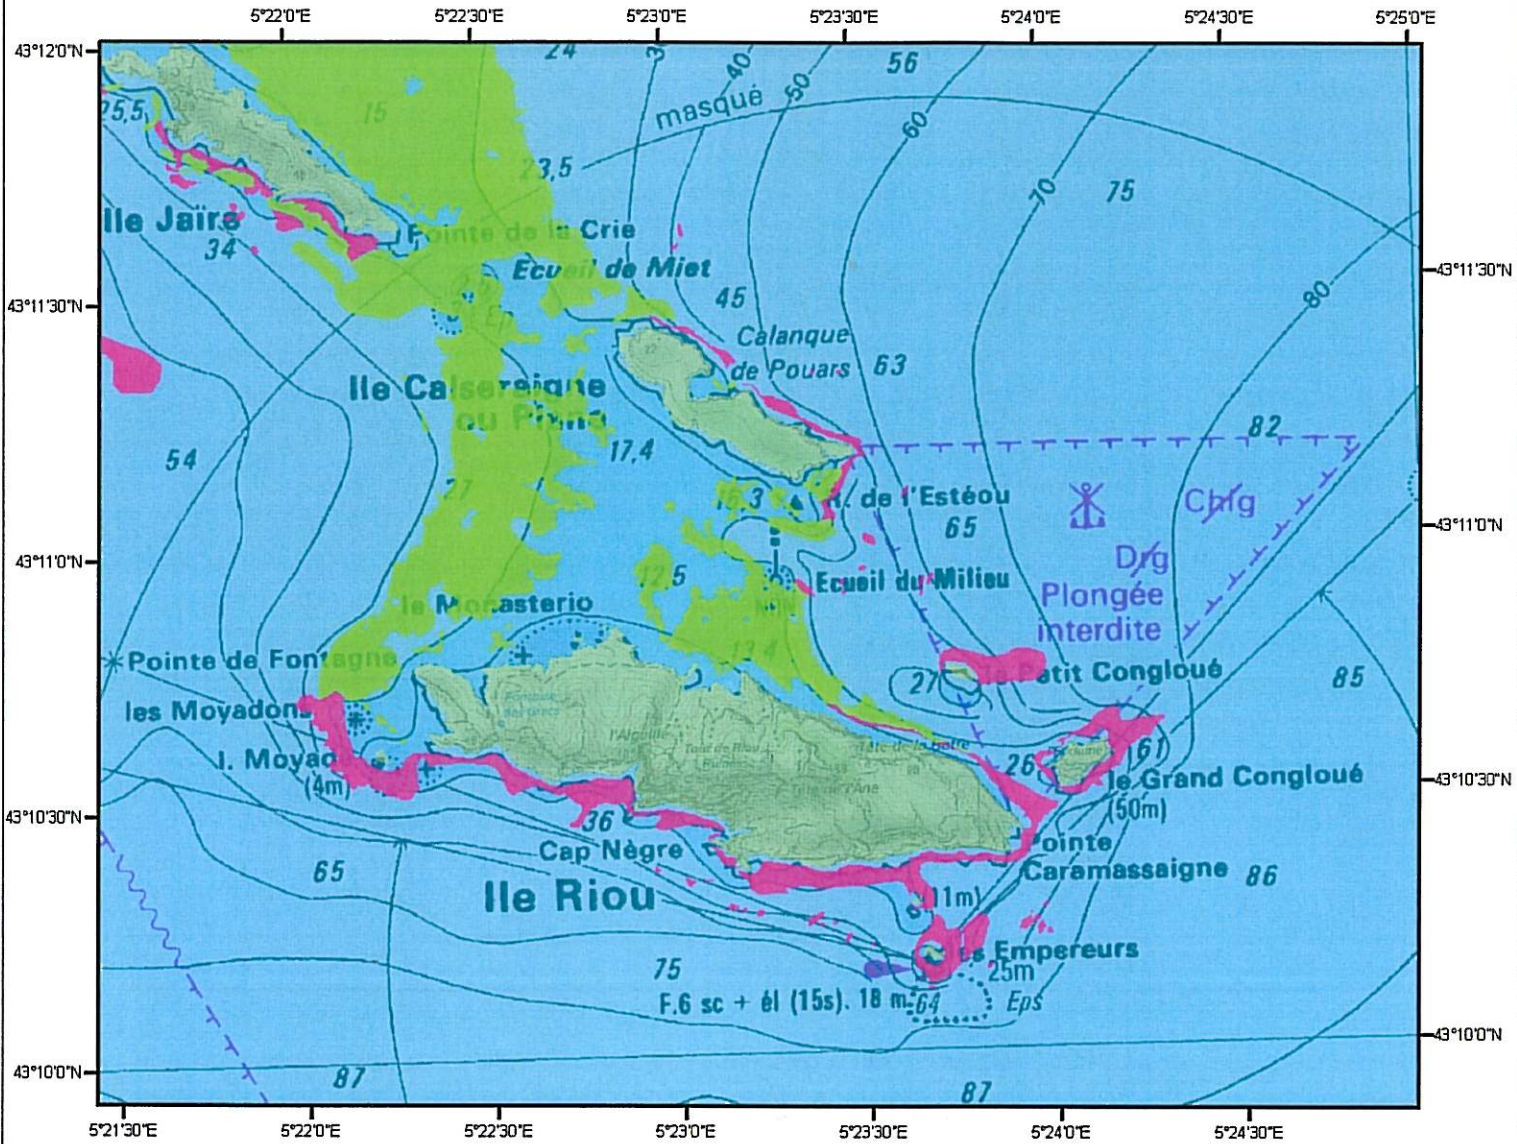 5°22'0"E 5°22'30"E 5°23'0"E 5°23'30"E 5°24'0"E 5°24'30"E 5°25'0"E
43°12'0"N
24
40
50
56
15
masqué
25,5
60
23,5
70
75
Ile Jaïre
34
Pointe de la Crie
Ecueil de Miet
43°11'30"N
43°11'30"N
45
80
Calanque
de Pouars
63
Ile Calseraigne
ou Plane
17,4
82
54
27
16,3
R. de l'Estéou
65
Chlg
43°11'0"N
43°11'0"N
Drg
12,5
Ecueil du Milieu
Plongée
interdite
le Monasterio
13,4
Pointe de Fontagne
27
le Petit Congloué
85
les Moyadons
61
26
I. Moyade
(4m)
le Grand Congloué
(50m)
43°10'30"N
43°10'30"N
36
Cap Nègre
Pointe
Caramassaigne
65
86
Ile Riou
(11m)
les Empereurs
75
25m
F.6 sc + él (15s). 18 m
64
Eps
43°10'0"N
43°10'0"N
87
87
5°21'30"E 5°22'0"E 5°22'30"E 5°23'0"E 5°23'30"E 5°24'0"E 5°24'30"E